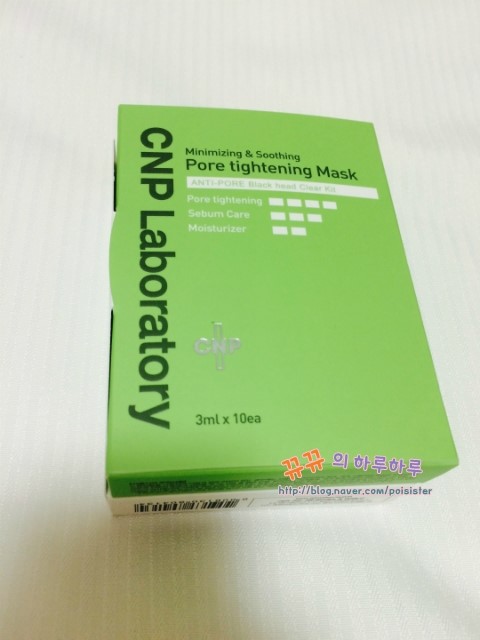 CNP Laboratory
Minimizing & Soothing
Pore tightening Mask
ANTI-PORE Black head Clear Kit
Pore tightening
Sebum Care
Moisturizer
CNP
3ml x 10ea
뀨뀨의 하루하루
http://blog.naver.com/poisister